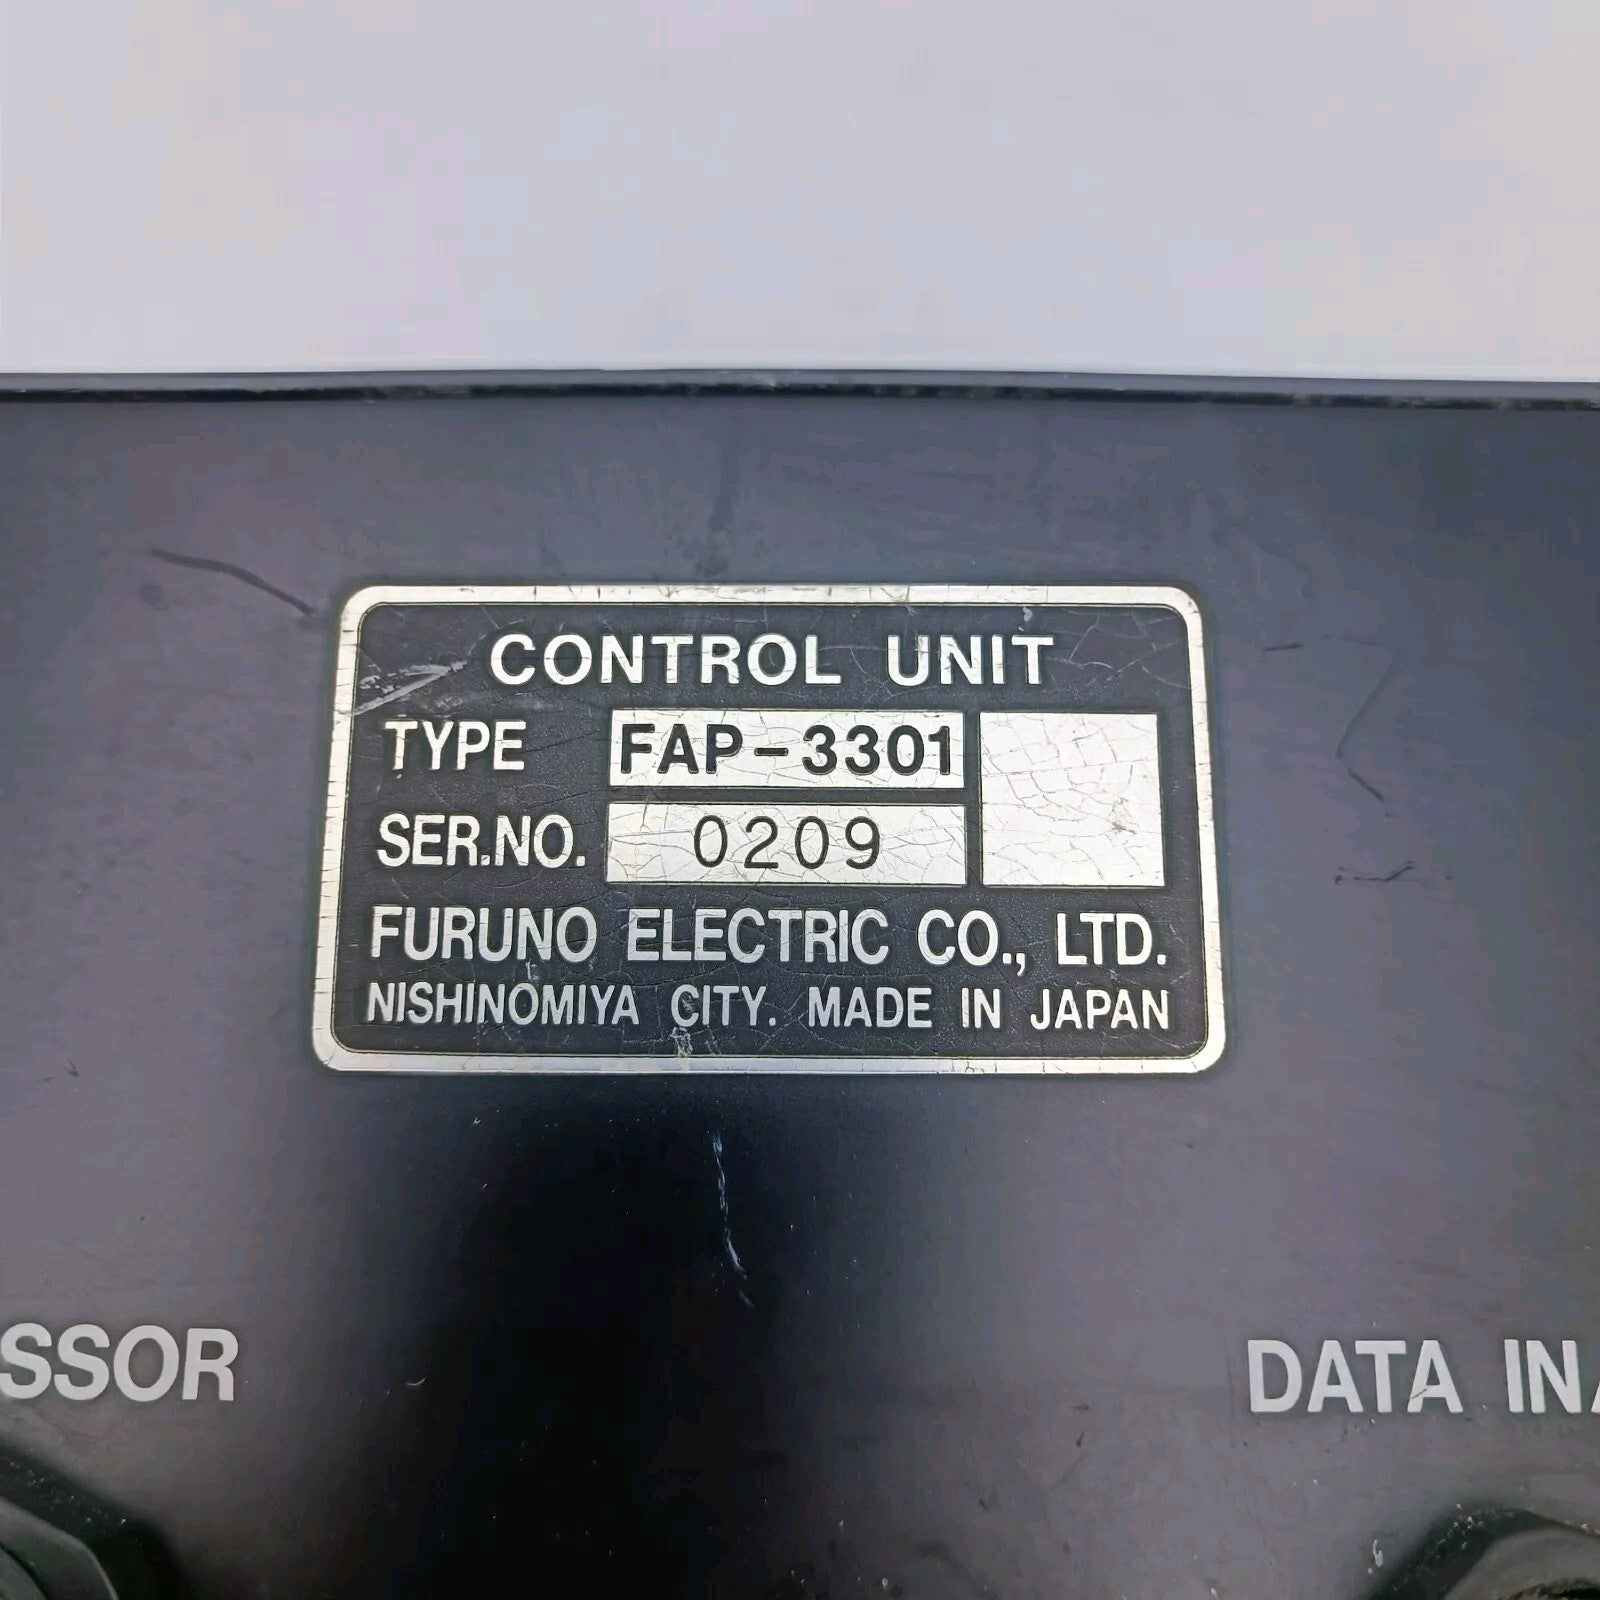 CONTROL UNIT
TYPE FAP-3301
SER.NO. 0209
FURUNO ELECTRIC CO., LTD.
NISHINOMIYA CITY. MADE IN JAPAN
SSOR
DATA IN